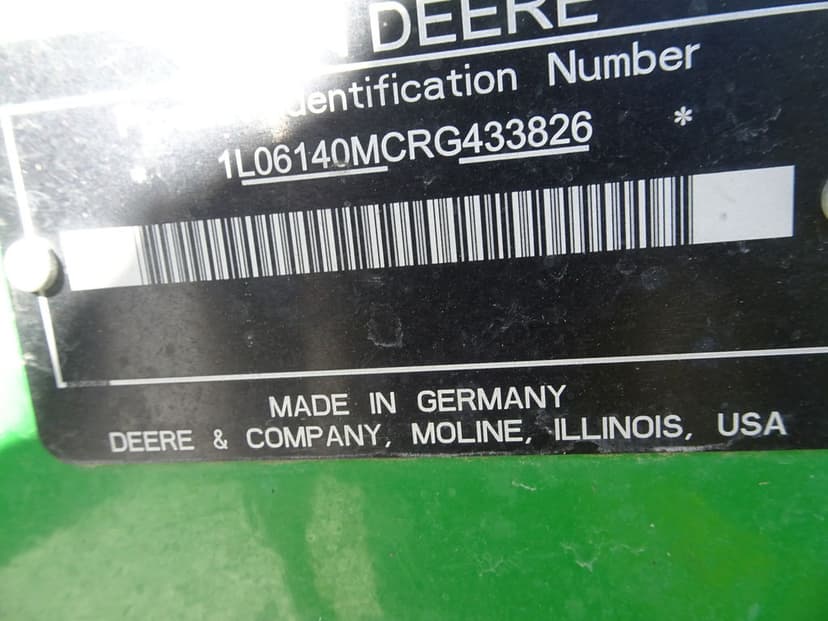 DEERE
Identification Number
1L06140MCRG433826 *
MADE IN GERMANY
DEERE & COMPANY, MOLINE, ILLINOIS, USA